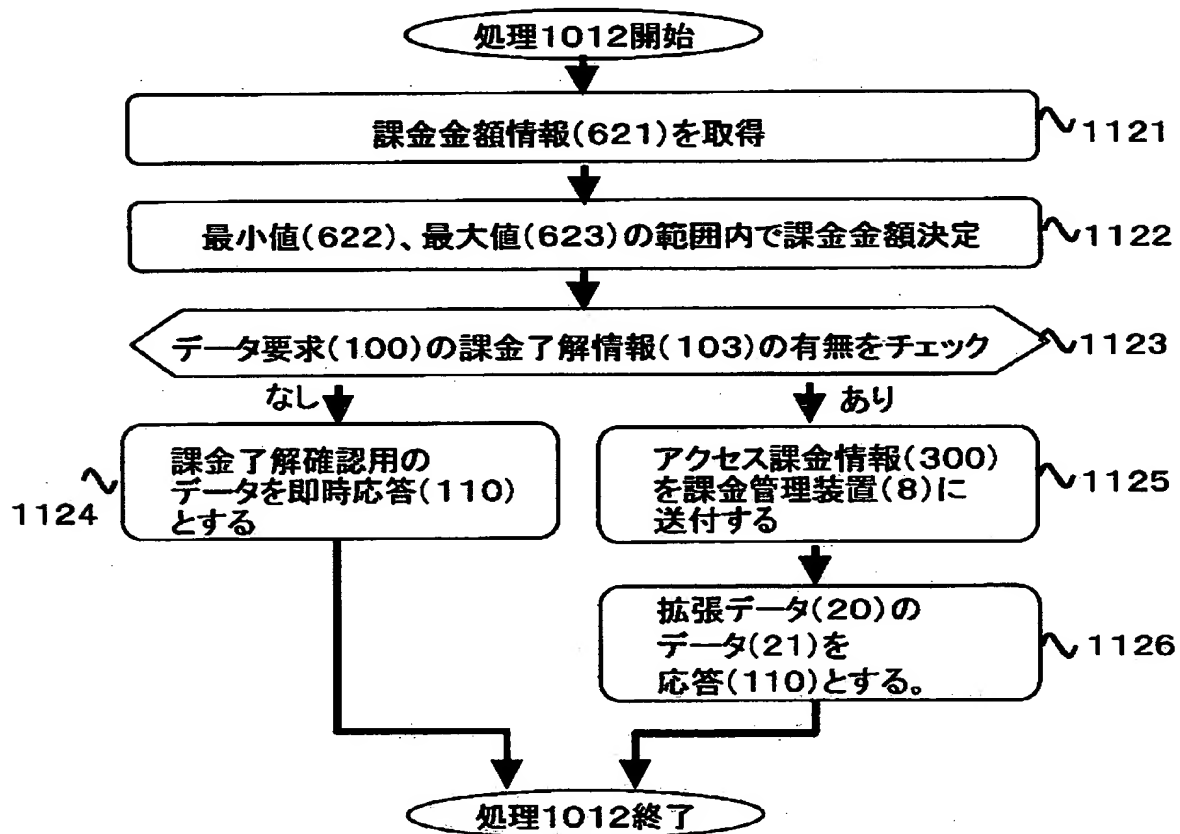 処理1012開始
課金金額情報(621)を取得
1121
最小値(622)、最大値(623)の範囲内で課金金額決定
1122
データ要求(100)の課金了解情報(103)の有無をチェック
1123
なし
あり
課金了解確認用の
データを即時応答(110)
とする
1124
アクセス課金情報(300)
を課金管理装置(8)に
送付する
1125
拡張データ(20)の
データ(21)を
応答(110)とする。
1126
処理1012終了